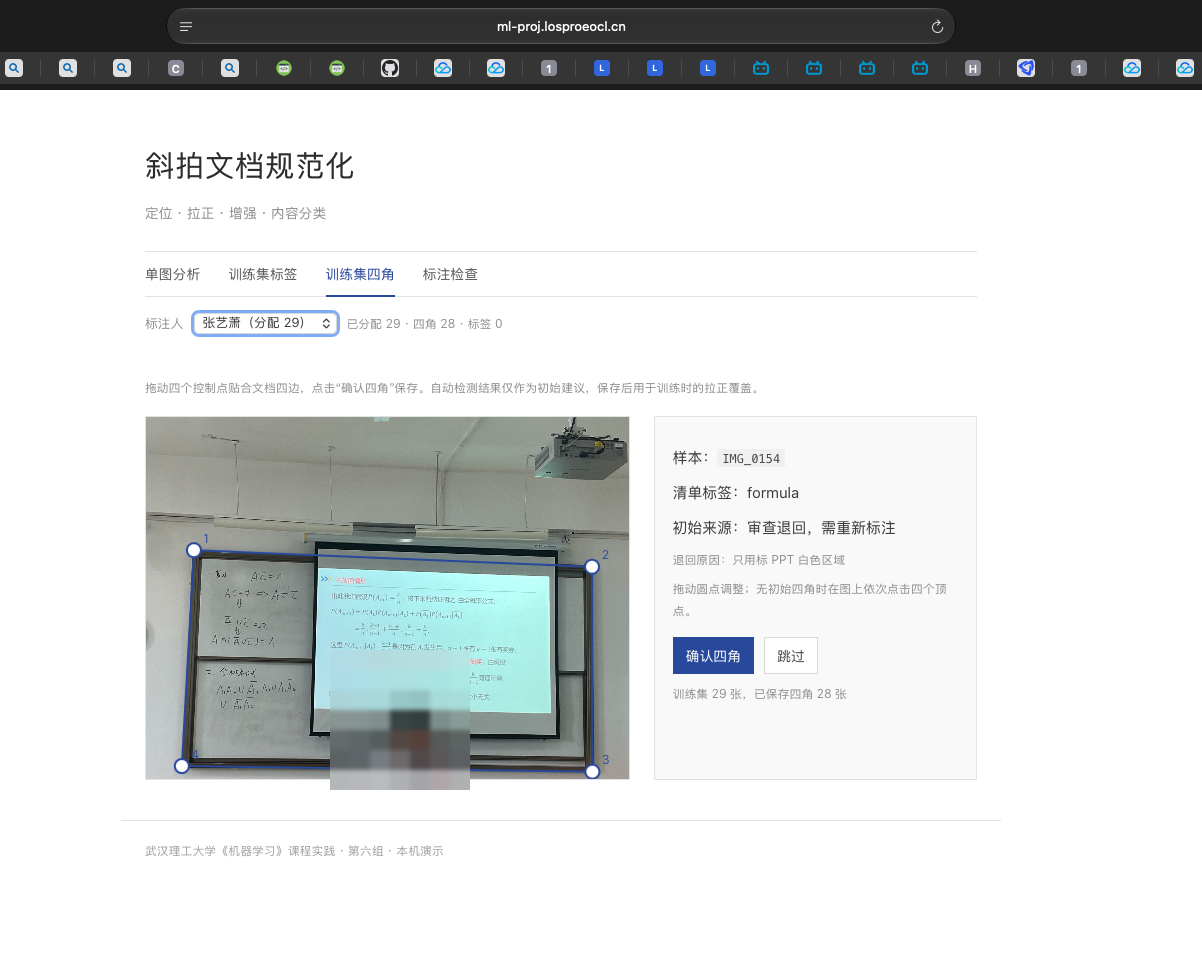 ml-proj.losproeocl.cn
C
1
L
L
L
H
1
斜拍文档规范化
定位 · 拉正 · 增强 · 内容分类
单图分析 训练集标签 训练集四角 标注检查
标注人 张艺萧（分配 29） 已分配 29 · 四角 28 · 标签 0
拖动四个控制点贴合文档四边，点击“确认四角”保存。自动检测结果仅作为初始建议，保存后用于训练时的拉正覆盖。
1
2
3
4
样本： IMG_0154
清单标签：formula
初始来源：审查退回，需重新标注
退回原因：只用标 PPT 白色区域
拖动圆点调整；无初始四角时在图上依次点击四个顶
点。
确认四角 跳过
训练集 29 张，已保存四角 28 张
武汉理工大学《机器学习》课程实践 · 第六组 · 本机演示